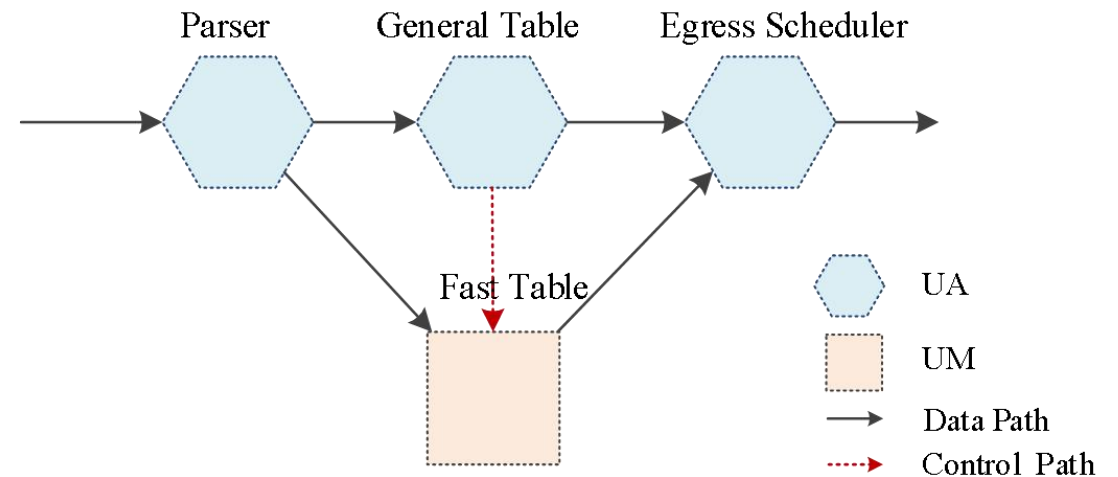 Parser
General Table
Egress Scheduler
Fast Table
UA
UM
Data Path
Control Path